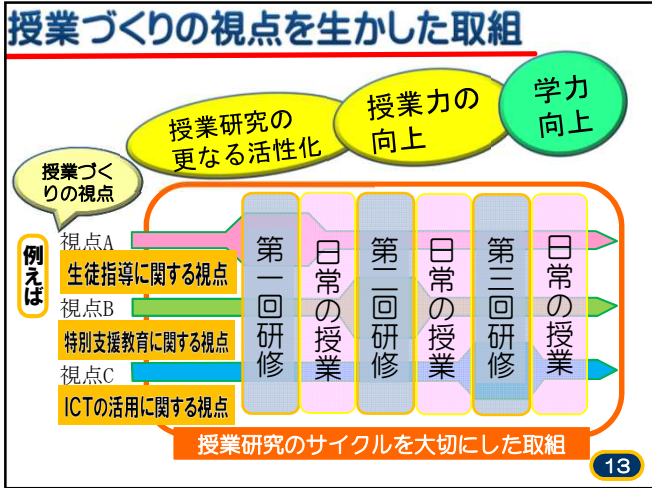 授業づくりの視点を生かした取組
授業研究の
更なる活性化
授業力の
向上
学力
向上
授業づく
りの視点
例えば
視点A
生徒指導に関する視点
視点B
特別支援教育に関する視点
視点C
ICTの活用に関する視点
第一回研修
日常の授業
第二回研修
日常の授業
第三回研修
日常の授業
授業研究のサイクルを大切にした取組
13